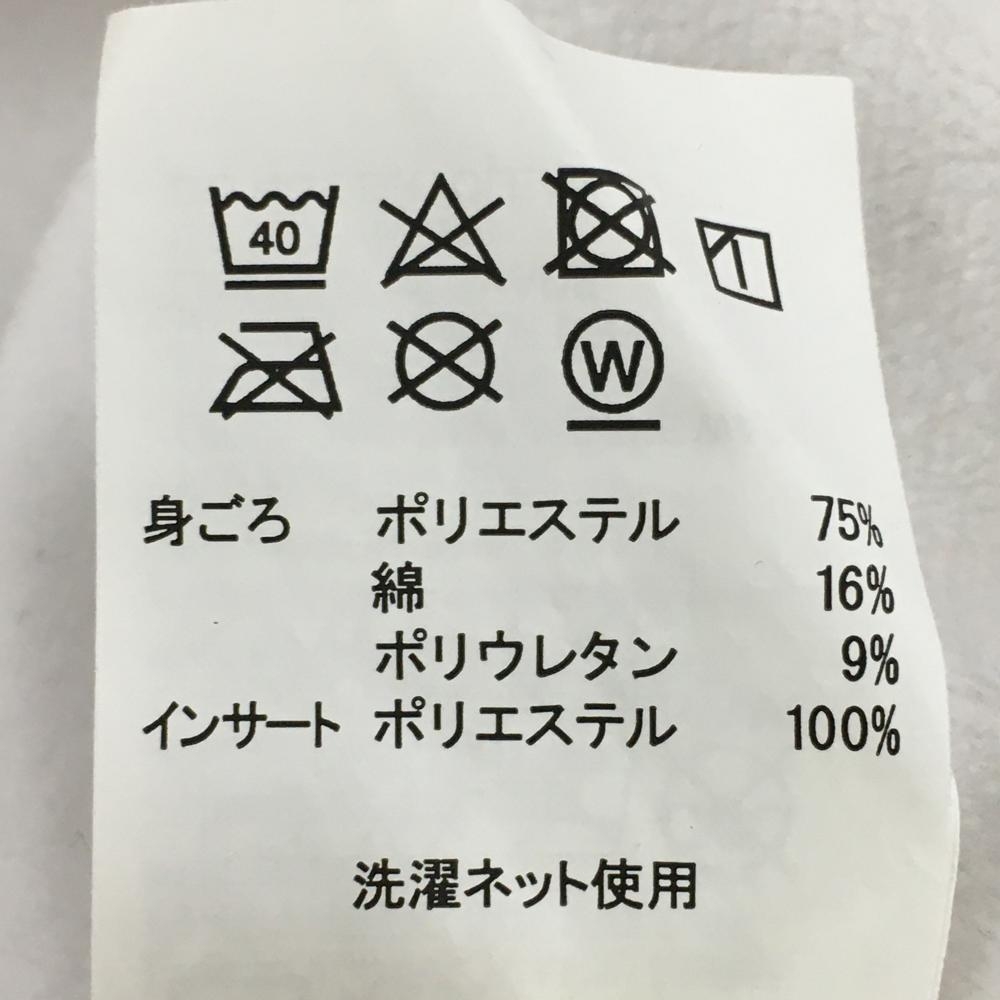 40
W
身ごろ ポリエステル 75%
綿 16%
ポリウレタン 9%
インサート ポリエステル 100%
洗濯ネット使用